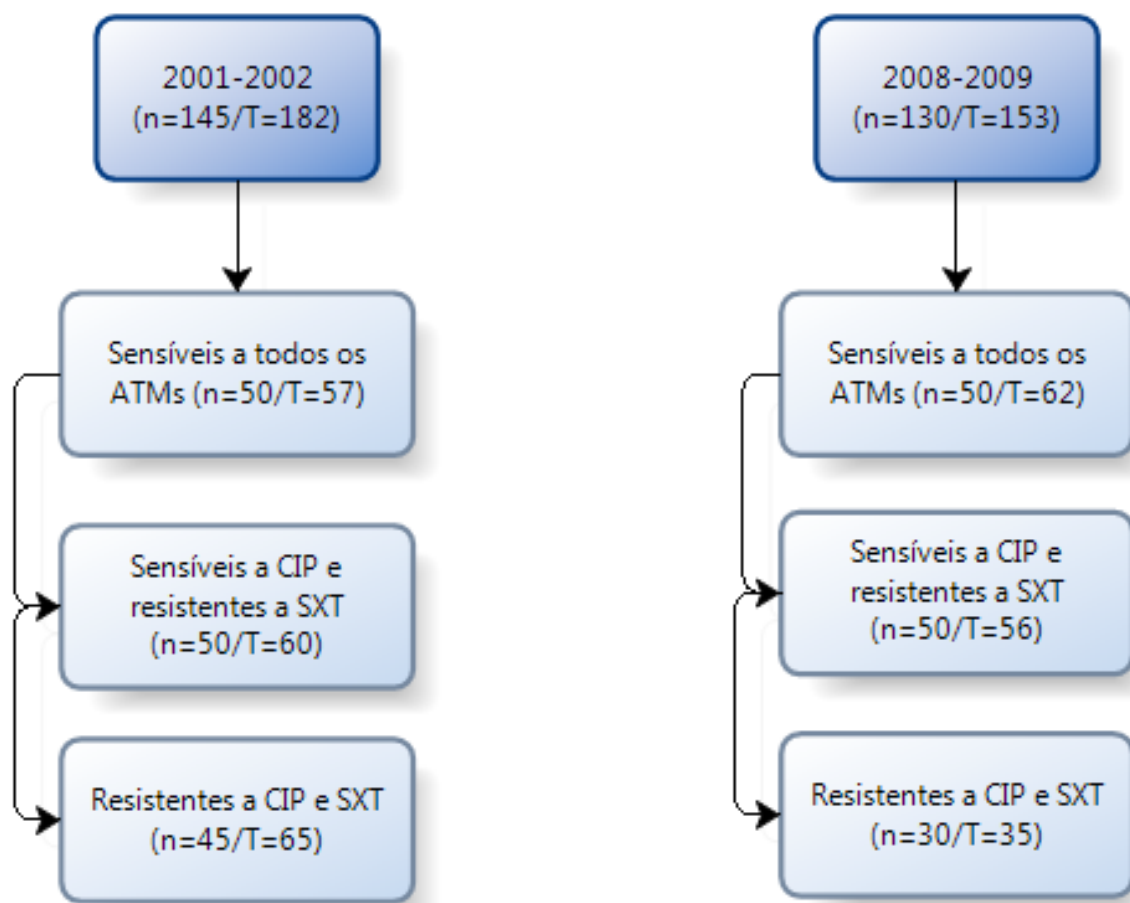 2001-2002
(n=145/T=182)
Sensíveis a todos os
ATMs (n=50/T=57)
Sensíveis a CIP e
resistentes a SXT
(n=50/T=60)
Resistentes a CIP e SXT
(n=45/T=65)
2008-2009
(n=130/T=153)
Sensíveis a todos os
ATMs (n=50/T=62)
Sensíveis a CIP e
resistentes a SXT
(n=50/T=56)
Resistentes a CIP e SXT
(n=30/T=35)